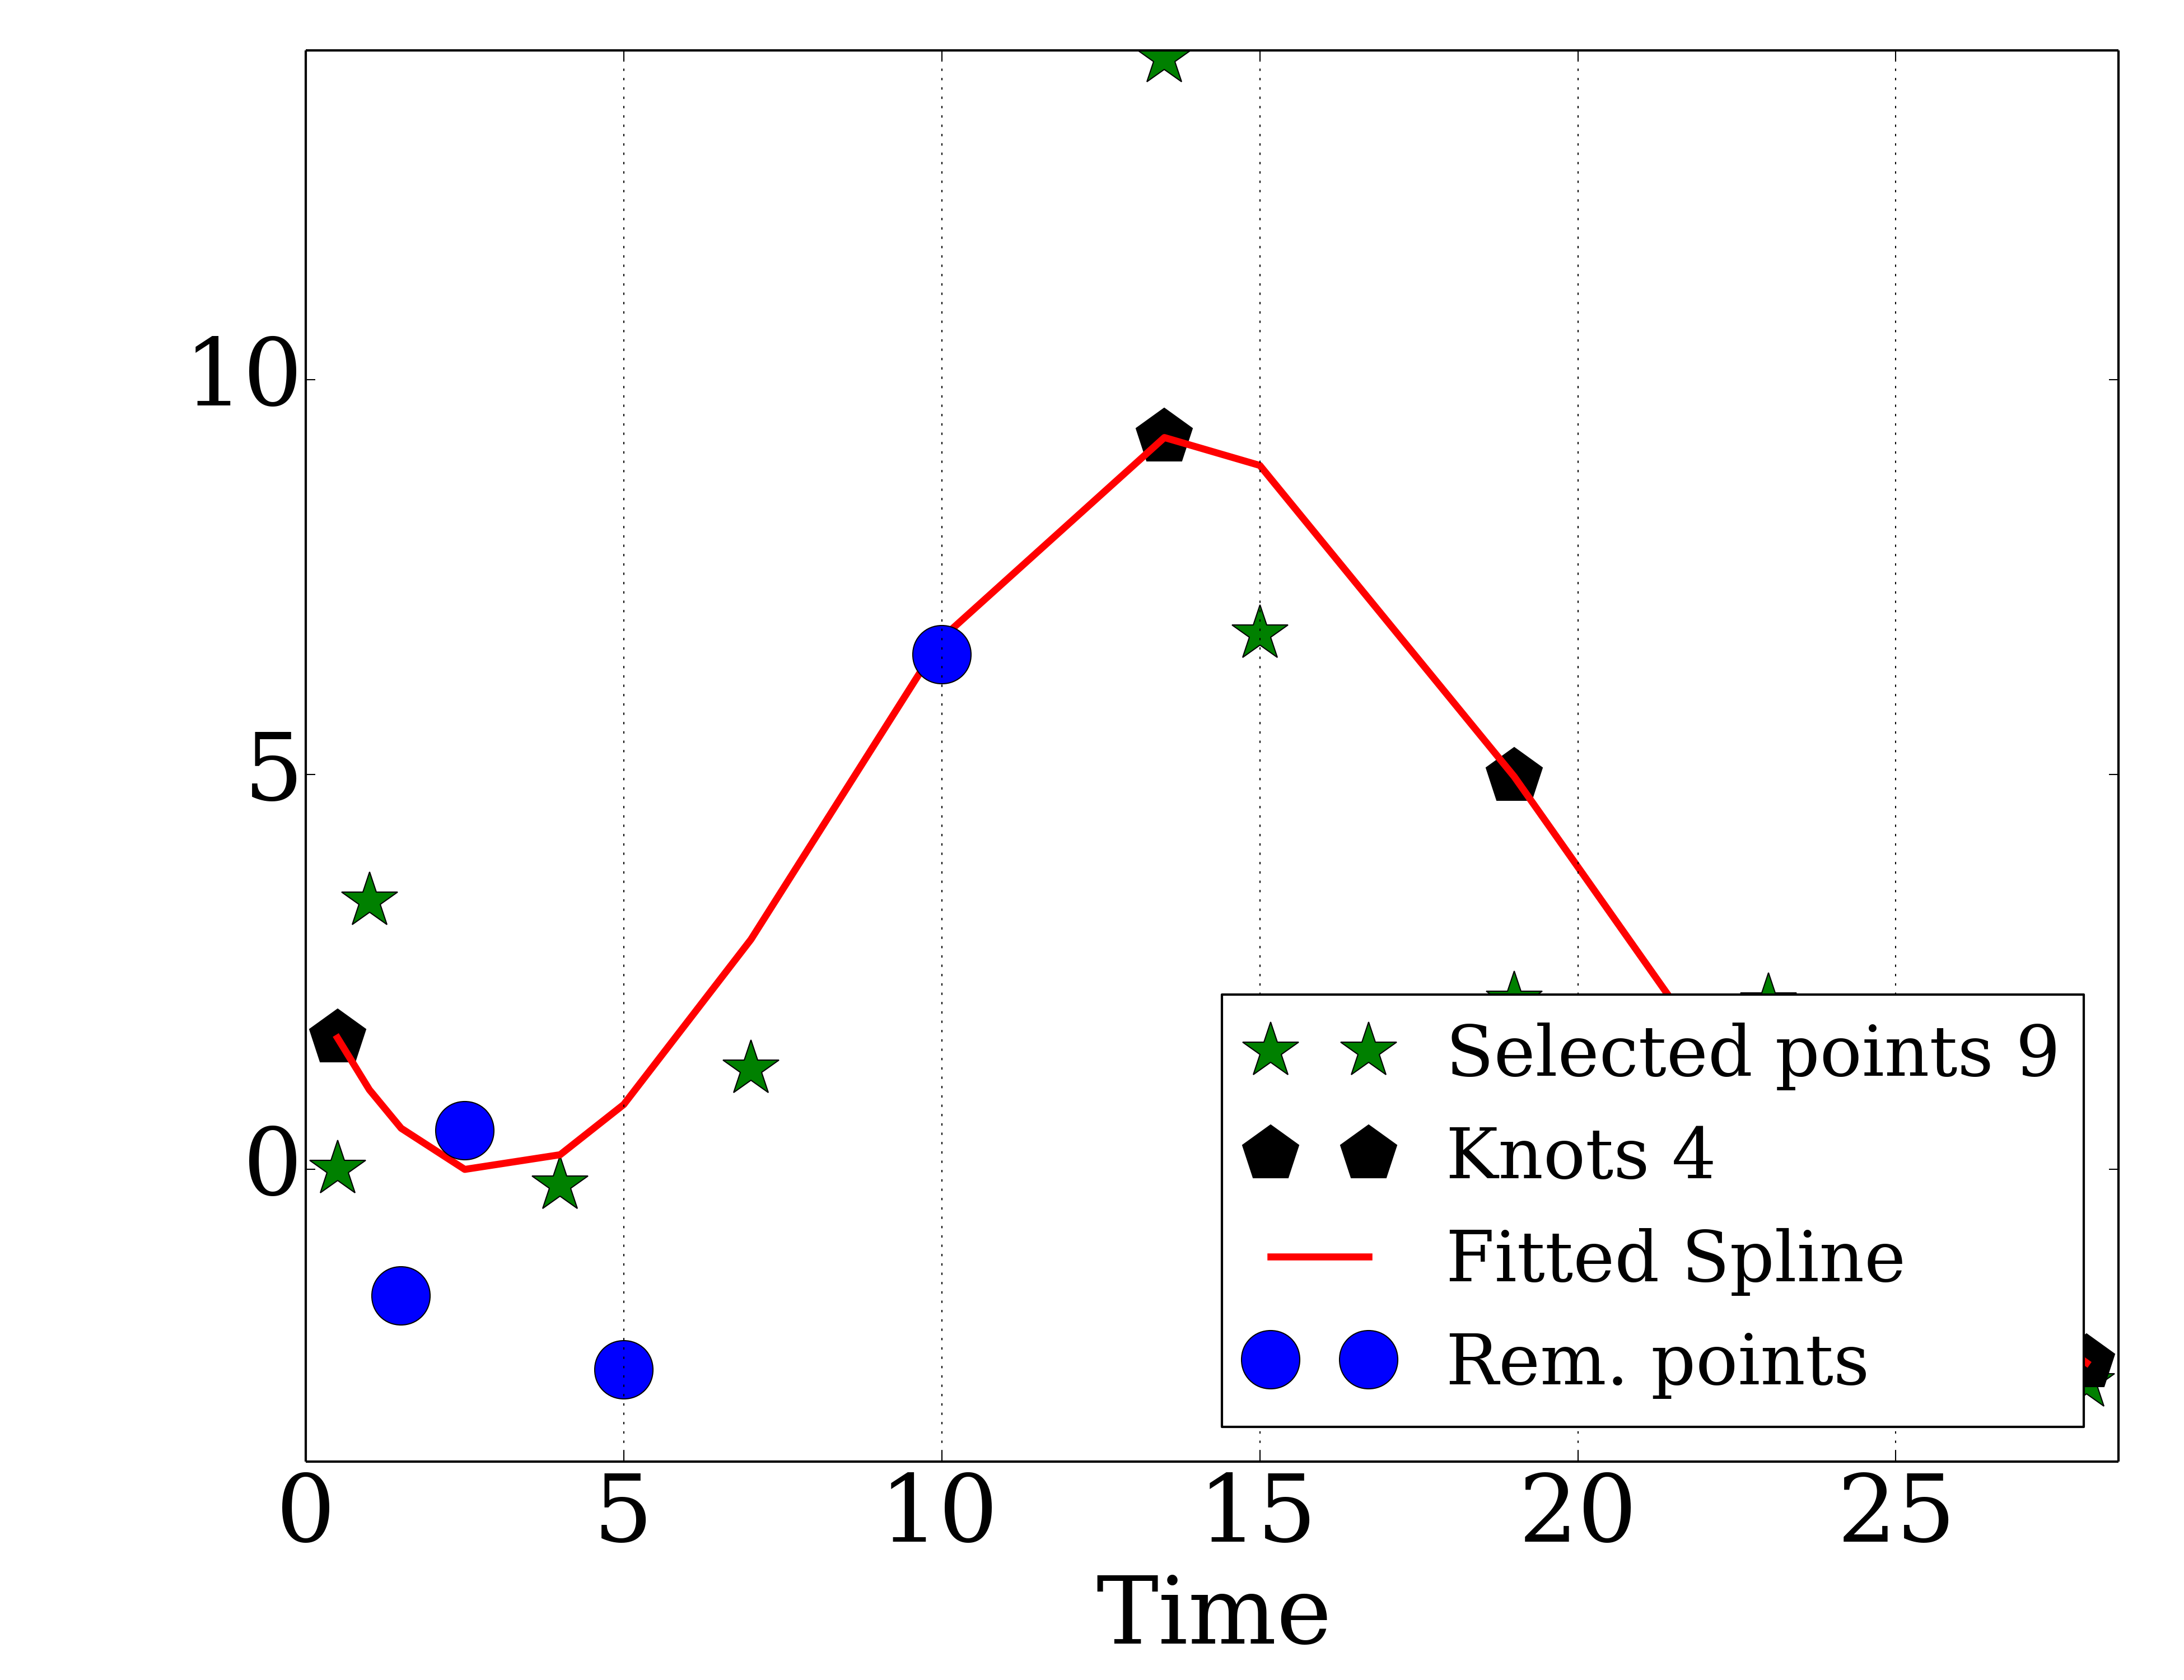 10
5
0
Selected points 9
Knots 4
Fitted Spline
Rem. points
0 5 10 15 20 25
Time